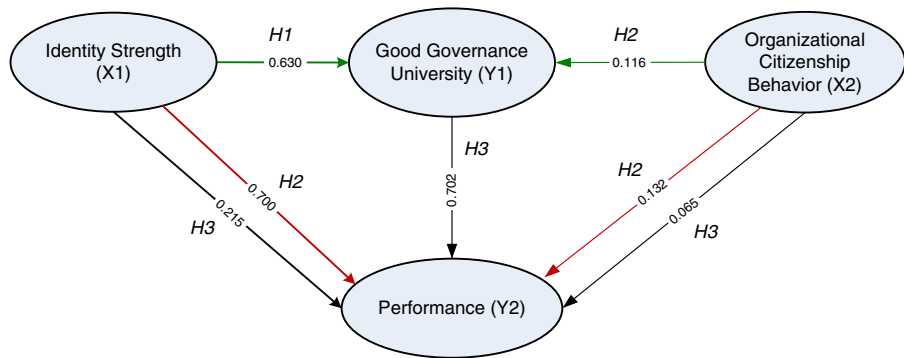 H1
H2
Identity Strength
(X1)
0.630
Good Governance
University (Y1)
0.116
Organizational
Citizenship
Behavior (X2)
H3
H2
0.700
0.215
H3
0.702
H2
0.132
0.065
H3
Performance (Y2)